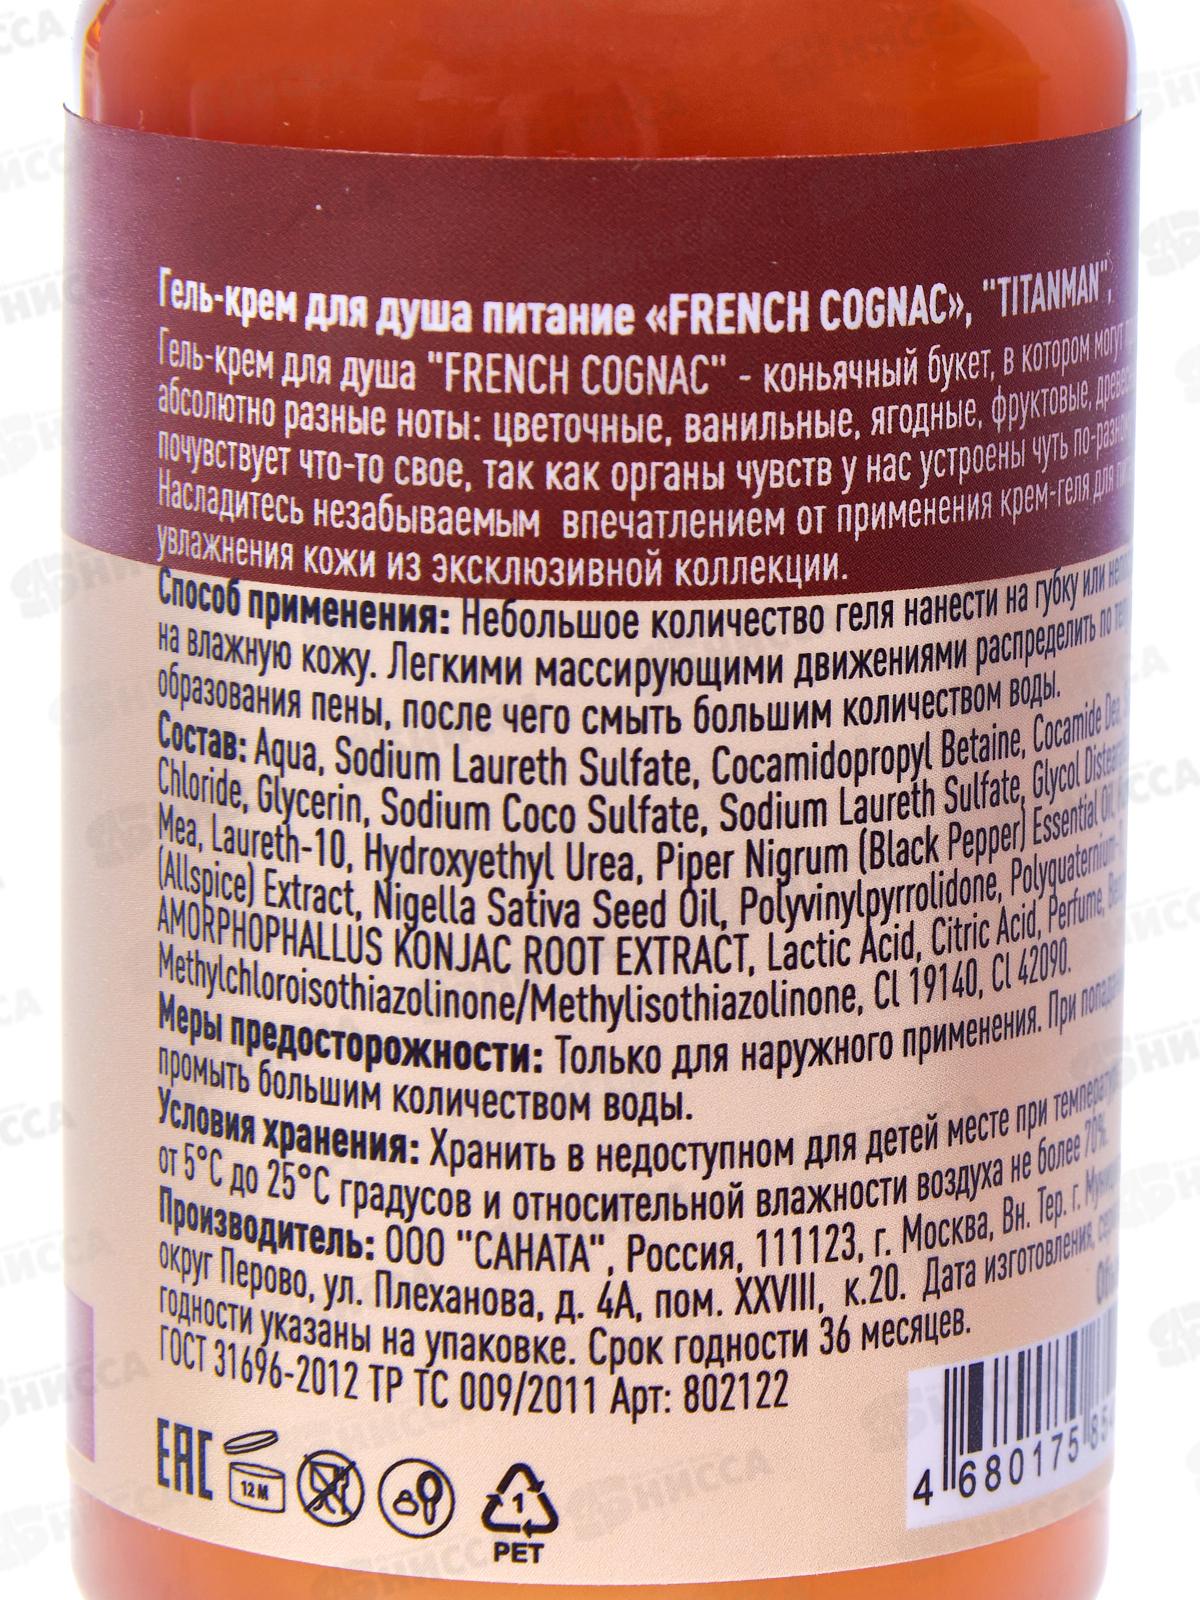 Гель-крем для душа питание «FRENCH COGNAC», "TITANMAN",
Гель-крем для душа "FRENCH COGNAC" - коньячный букет, в котором могут
абсолютно разные ноты: цветочные, ванильные, ягодные, фруктовые,
почувствует что-то свое, так как органы чувств у нас устроены чуть
Насладитесь незабываемым впечатлением от применения крем-геля для
увлажнения кожи из эксклюзивной коллекции.
Способ применения: Небольшое количество геля нанести на губку или
на влажную кожу. Легкими массирующими движениями распределить по
образования пены, после чего смыть большим количеством воды.
Состав: Aqua, Sodium Laureth Sulfate, Cocamidopropyl Betaine, Cocamide Dea,
Chloride, Glycerin, Sodium Coco Sulfate, Sodium Laureth Sulfate, Glycol
Mea, Laureth-10, Hydroxyethyl Urea, Piper Nigrum (Black Pepper) Essential Oil,
(Allspice) Extract, Nigella Sativa Seed Oil, Polyvinylpyrrolidone,
AMORPHOPHALLUS KONJAC ROOT EXTRACT, Lactic Acid, Citric Acid, Perfume,
Methylchloroisothiazolinone/Methylisothiazolinone, Cl 19140, Cl 42090.
Меры предосторожности: Только для наружного применения. При
промыть большим количеством воды.
Условия хранения: Хранить в недоступном для детей месте при
от 5°C до 25°C градусов и относительной влажности воздуха не более 70%.
Производитель: ООО "САНАТА", Россия, 111123, г. Москва, Вн. Тер. г.
округ Перово, ул. Плеханова, д. 4А, пом. XXVIII, к.20. Дата изготовления,
годности указаны на упаковке. Срок годности 36 месяцев.
ГОСТ 31696-2012 ТР ТС 009/2011 Арт: 802122
EAC
12 M
1
PET
4 680175 85